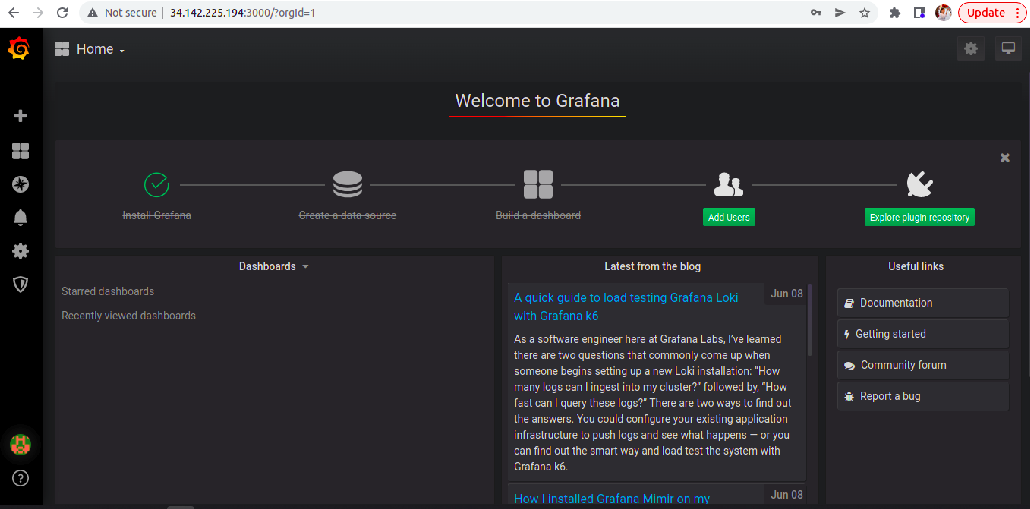 Not secure | 34.142.225.194:3000/?orgId=1
Update
Home
Welcome to Grafana
Install Grafana
Create a data source
Build a dashboard
Add Users
Explore plugin repository
Dashboards
Starred dashboards
Recently viewed dashboards
Latest from the blog
A quick guide to load testing Grafana Loki
with Grafana k6
Jun 08
As a software engineer here at Grafana Labs, I've learned
there are two questions that commonly come up when
someone begins setting up a new Loki installation: "How
many logs can I ingest into my cluster?" followed by, "How
fast can I query these logs?" There are two ways to find out
the answers. You could configure your existing application
infrastructure to push logs and see what happens — or you
can find out the smart way and load test the system with
Grafana k6.
How I installed Grafana Mimir on my
Jun 08
Useful links
Documentation
Getting started
Community forum
Report a bug